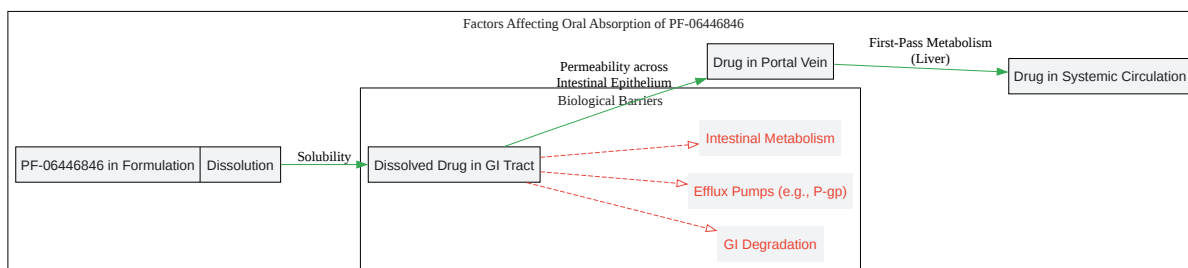 Factors Affecting Oral Absorption of PF-06446846
PF-06446846 in Formulation
Dissolution
Solubility
Biological Barriers
Dissolved Drug in GI Tract
Permeability across
Intestinal Epithelium
Drug in Portal Vein
First-Pass Metabolism
(Liver)
Drug in Systemic Circulation
Intestinal Metabolism
Efflux Pumps (e.g., P-gp)
GI Degradation